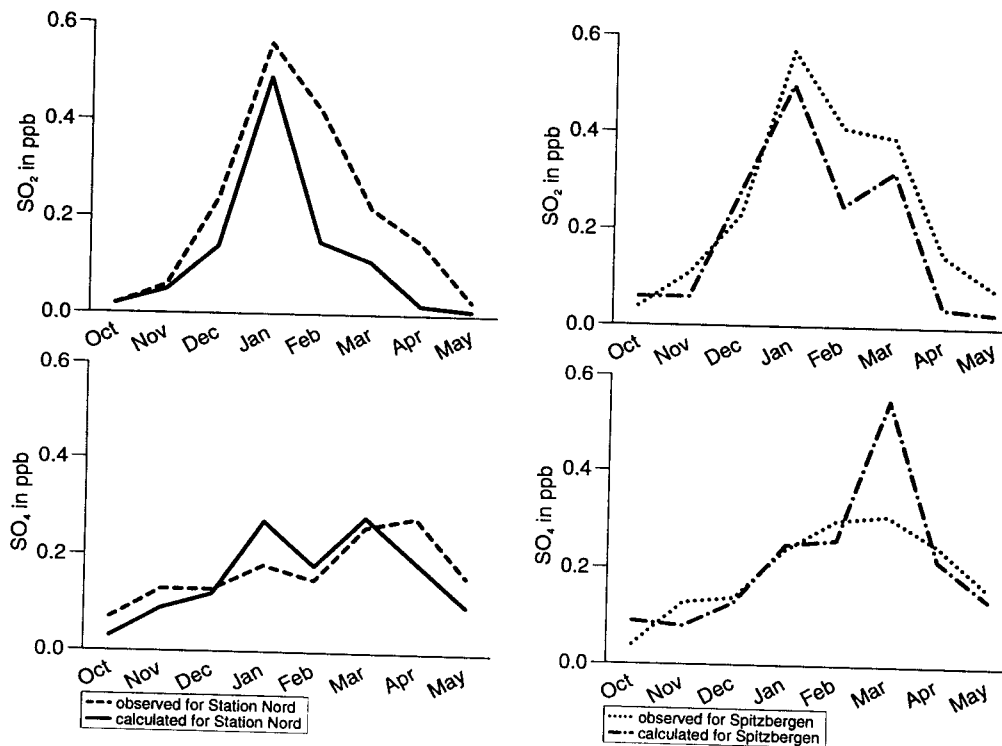 0.6
0.4
0.2
0.0
SO₂ in ppb
Oct Nov Dec Jan Feb Mar Apr May
0.6
0.4
0.2
0.0
SO₂ in ppb
Oct Nov Dec Jan Feb Mar Apr May
0.6
0.4
0.2
0.0
SO₄ in ppb
Oct Nov Dec Jan Feb Mar Apr May
observed for Station Nord
calculated for Station Nord
0.6
0.4
0.2
0.0
SO₄ in ppb
Oct Nov Dec Jan Feb Mar Apr May
observed for Spitzbergen
calculated for Spitzbergen